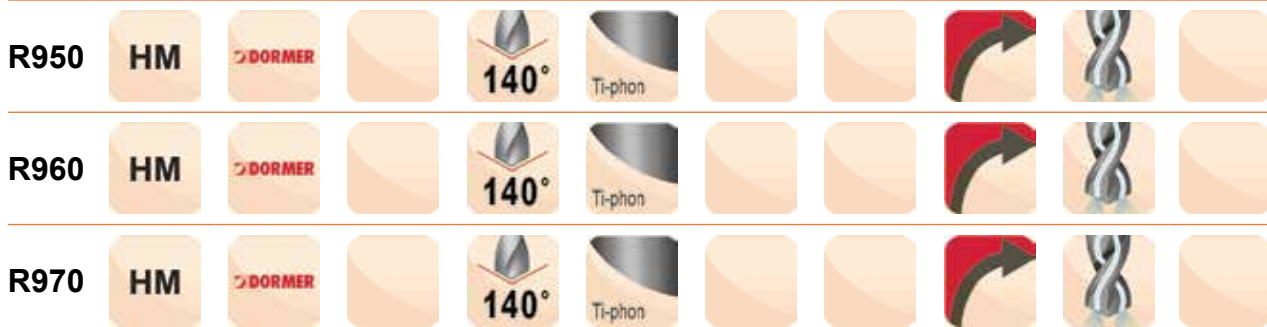 R950 HM DORMER 140° Ti-phon
R960 HM DORMER 140° Ti-phon
R970 HM DORMER 140° Ti-phon